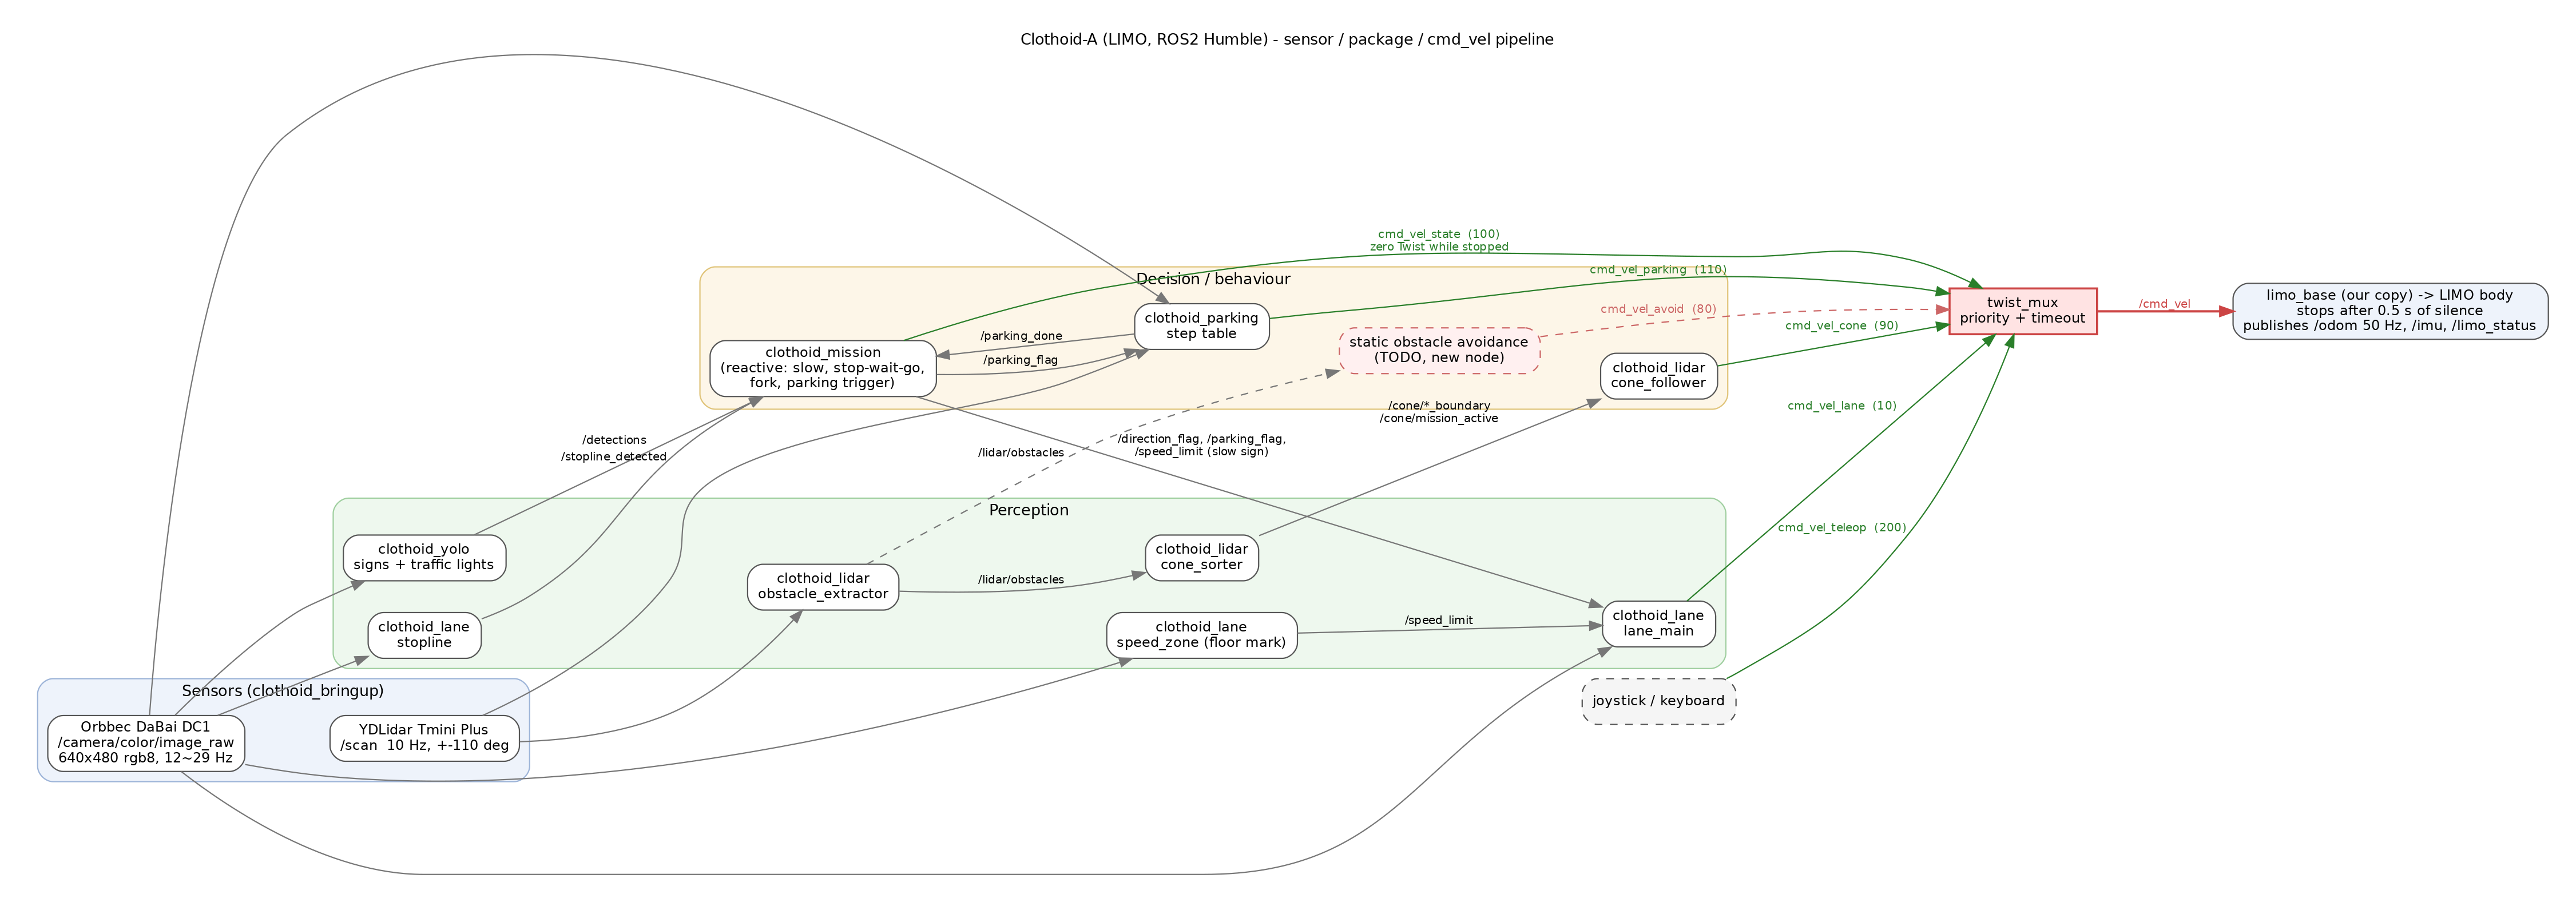 Clothoid-A (LIMO, ROS2 Humble) - sensor / package / cmd_vel pipeline
cmd_vel_state  (100)
zero Twist while stopped
cmd_vel_parking  (110)
Decision / behaviour
clothoid_parking
step table
cmd_vel_avoid  (80)
cmd_vel_cone  (90)
twist_mux
priority + timeout
/cmd_vel
limo_base (our copy) -> LIMO body
stops after 0.5 s of silence
publishes /odom 50 Hz, /imu, /limo_status
/parking_done
/parking_flag
clothoid_mission
(reactive: slow, stop-wait-go,
fork, parking trigger)
static obstacle avoidance
(TODO, new node)
clothoid_lidar
cone_follower
/cone/*_boundary
/cone/mission_active
cmd_vel_lane  (10)
/detections
/stopline_detected
/lidar/obstacles
/direction_flag, /parking_flag,
/speed_limit (slow sign)
Perception
cmd_vel_teleop  (200)
clothoid_yolo
signs + traffic lights
clothoid_lidar
obstacle_extractor
/lidar/obstacles
clothoid_lidar
cone_sorter
clothoid_lane
stopline
clothoid_lane
speed_zone (floor mark)
/speed_limit
clothoid_lane
lane_main
Sensors (clothoid_bringup)
joystick / keyboard
Orbbec DaBai DC1
/camera/color/image_raw
640x480 rgb8, 12~29 Hz
YDLidar Tmini Plus
/scan  10 Hz, +-110 deg